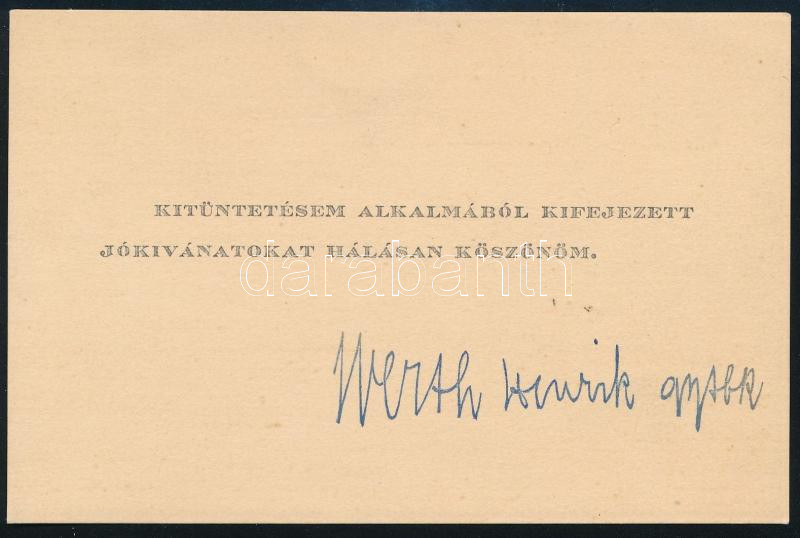 KITÜNTETÉSEM ALKALMÁBÓL KIFEJEZETT
JÓKIVÁNATOKAT HÁLÁSAN KÖSZÖNÖM.
darabanth
Werth Henrik